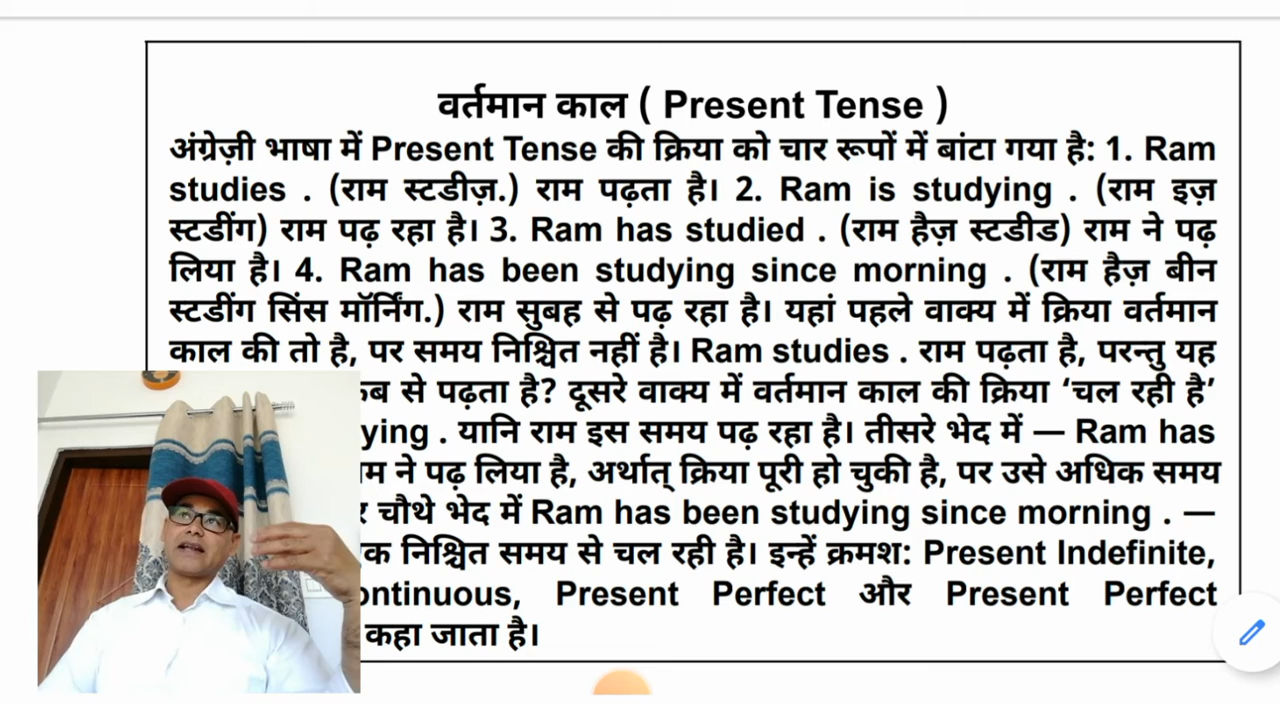 वर्तमान काल ( Present Tense )
अंग्रेज़ी भाषा में Present Tense की क्रिया को चार रूपों में बांटा गया है: 1. Ram
studies . (राम स्टडीज़.) राम पढ़ता है। 2. Ram is studying . (राम इज़
स्टडींग) राम पढ़ रहा है। 3. Ram has studied . (राम हैज़ स्टडीड) राम ने पढ़
लिया है। 4. Ram has been studying since morning . (राम हैज़ बीन
स्टडींग सिंस मॉर्निंग.) राम सुबह से पढ़ रहा है। यहां पहले वाक्य में क्रिया वर्तमान
काल की तो है, पर समय निश्चित नहीं है। Ram studies . राम पढ़ता है, परन्तु यह
से पढ़ता है? दूसरे वाक्य में वर्तमान काल की क्रिया ‘चल रही है’
ying . यानि राम इस समय पढ़ रहा है। तीसरे भेद में — Ram has
ने पढ़ लिया है, अर्थात् क्रिया पूरी हो चुकी है, पर उसे अधिक समय
चौथे भेद में Ram has been studying since morning . —
निश्चित समय से चल रही है। इन्हें क्रमश: Present Indefinite,
ontinuous, Present Perfect और Present Perfect
कहा जाता है।